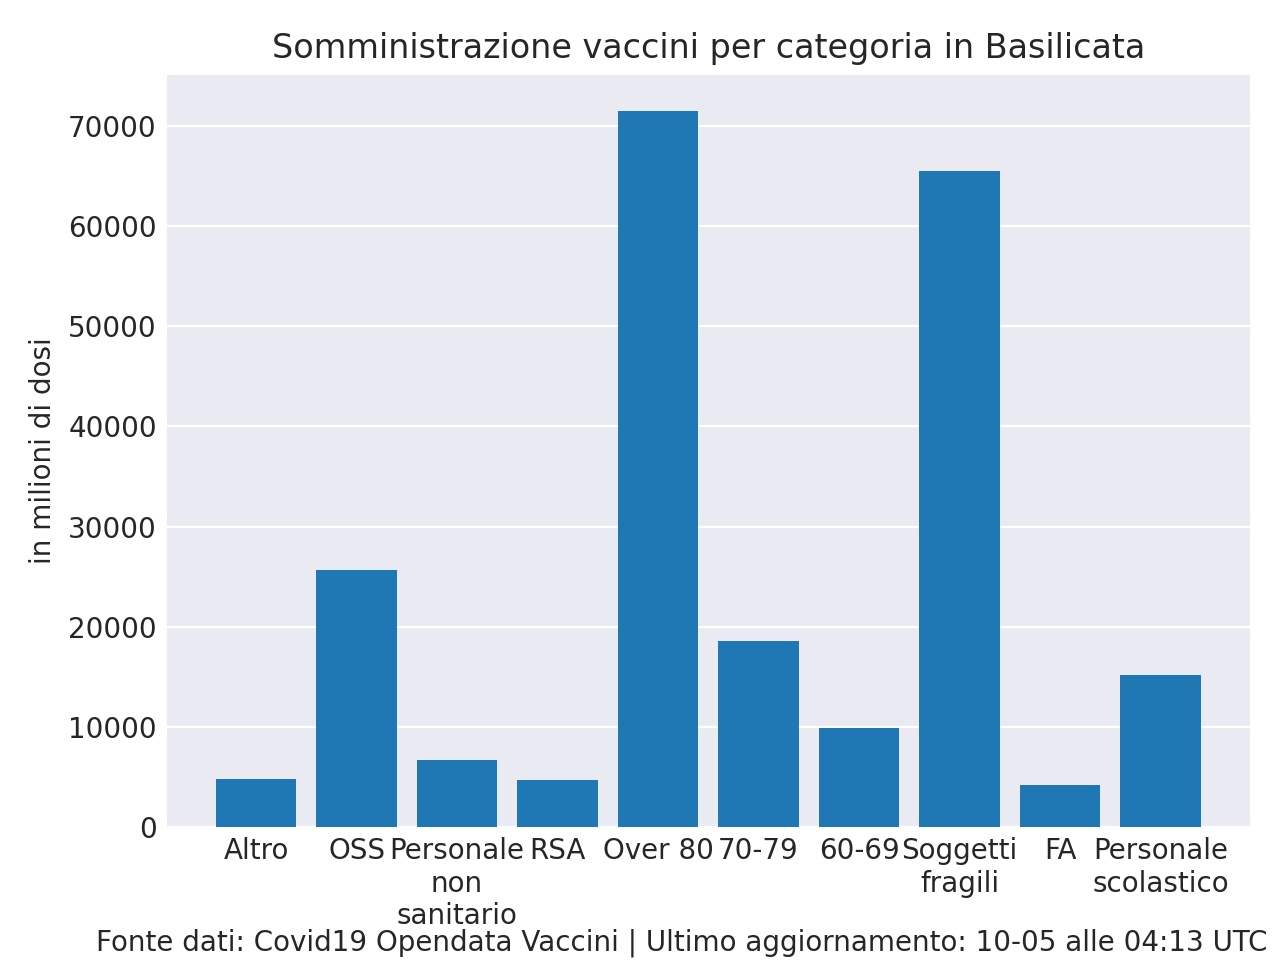 Somministrazione vaccini per categoria in Basilicata
in milioni di dosi
70000
60000
50000
40000
30000
20000
10000
0
Altro OSS Personale RSA Over 80 70-79 60-69 Soggetti FA Personale
non fragili scolastico
sanitario
Fonte dati: Covid19 Opendata Vaccini | Ultimo aggiornamento: 10-05 alle 04:13 UTC